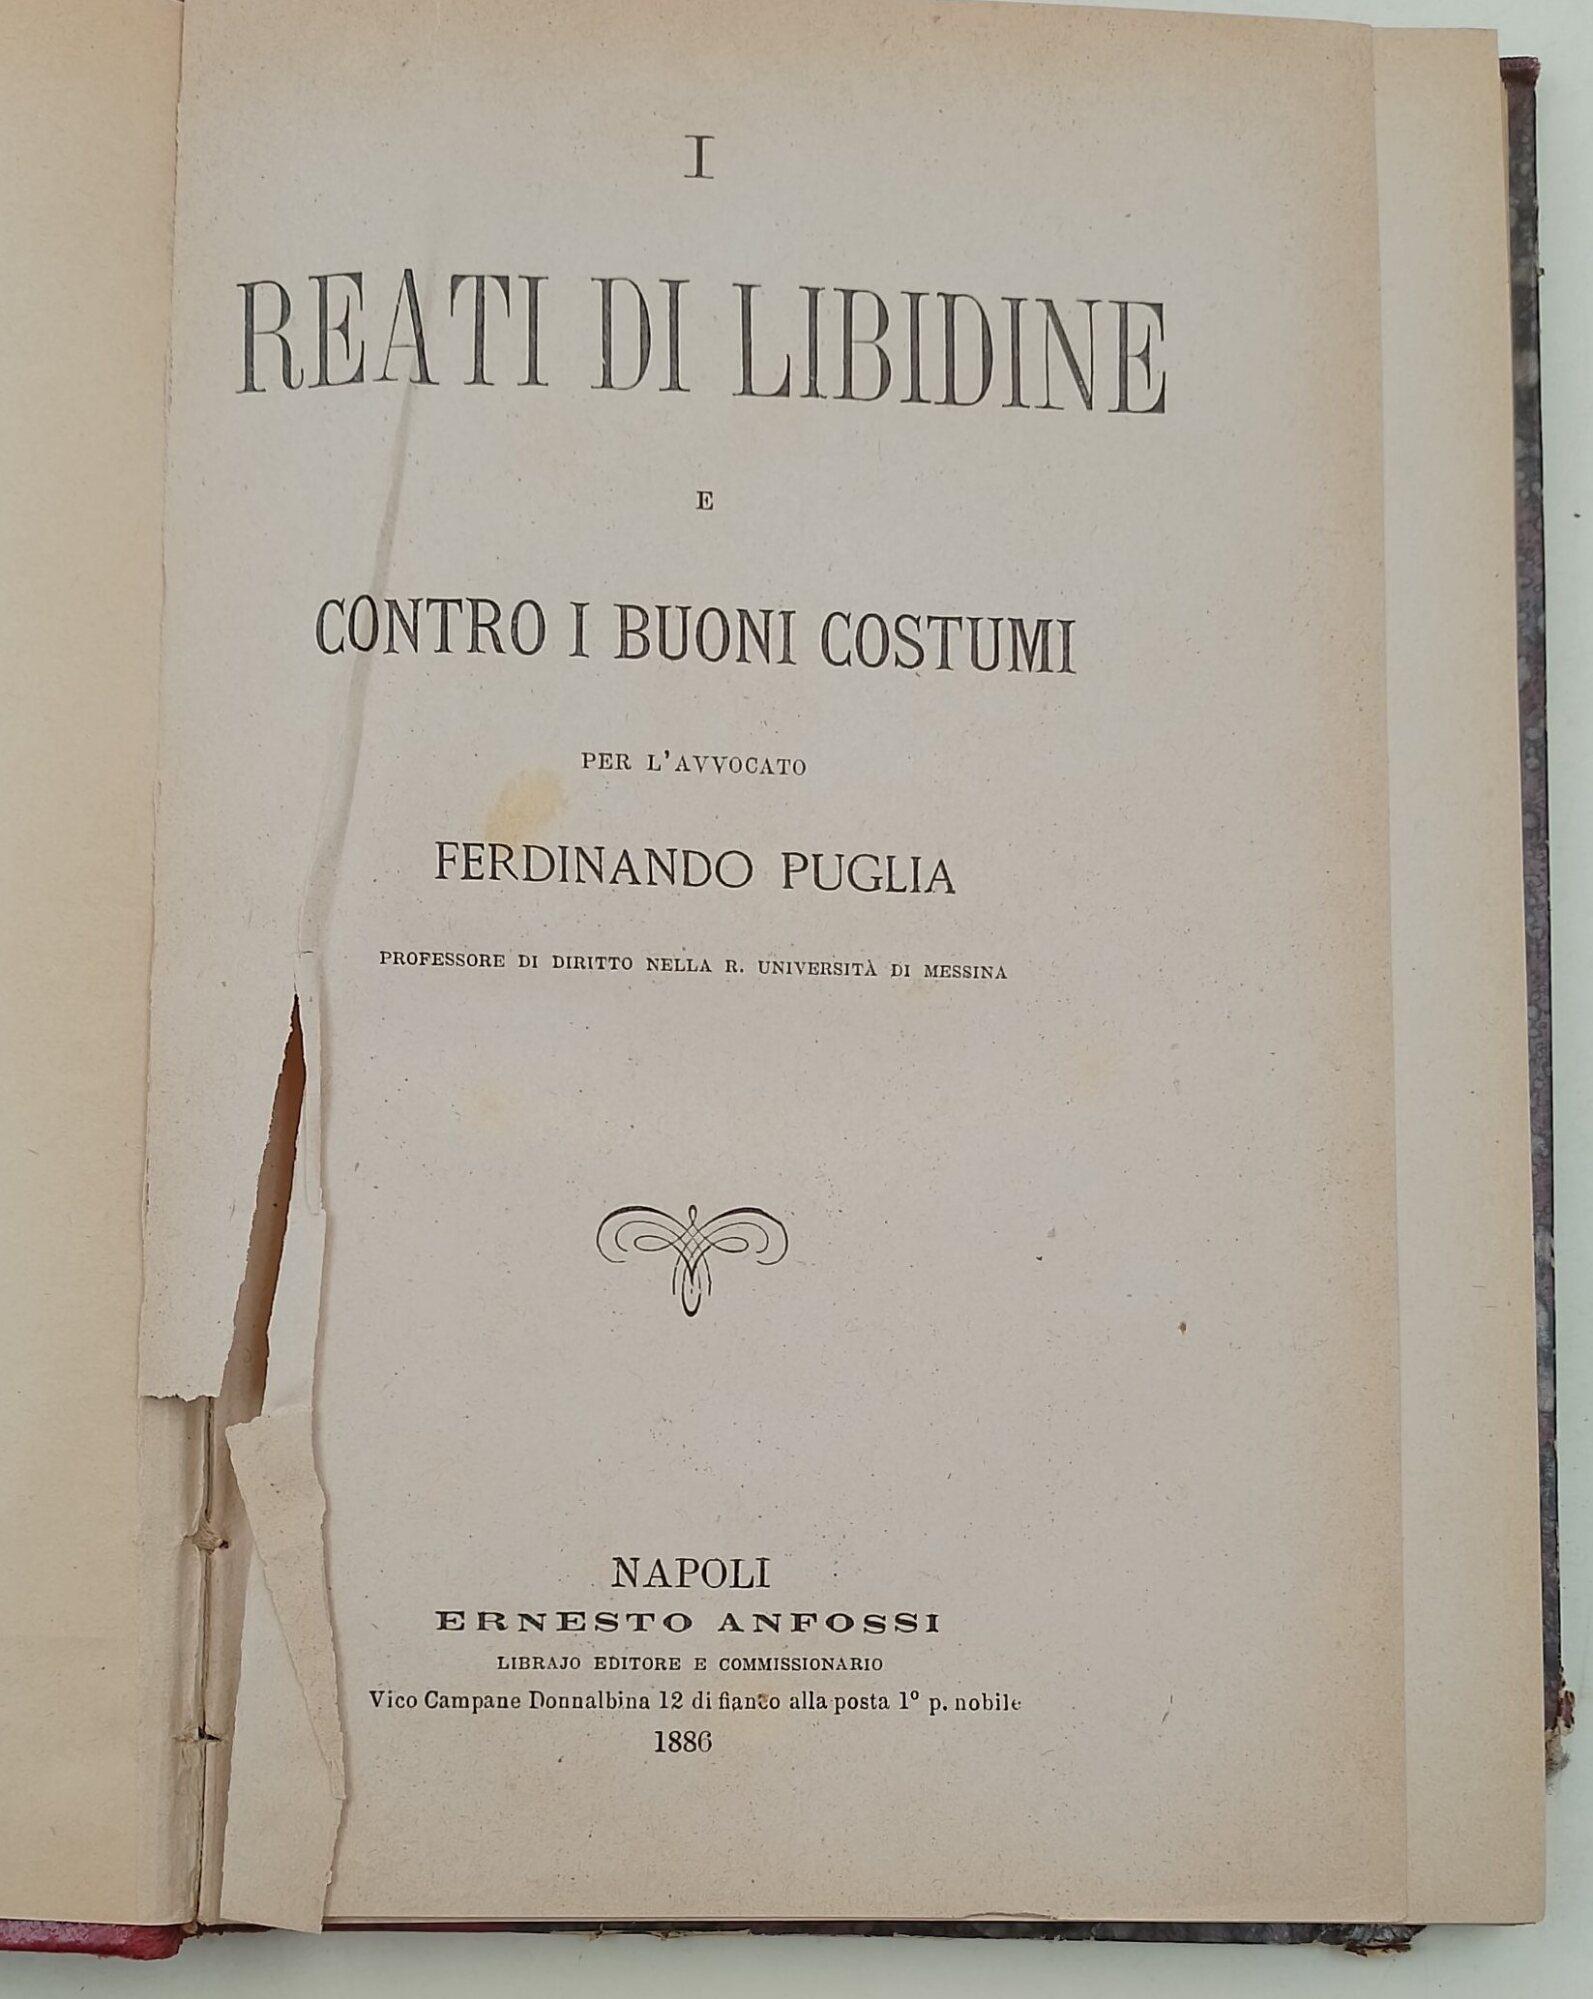 I
REATI DI LIBIDINE
E
CONTRO I BUONI COSTUMI
PER L'AVVOCATO
FERDINANDO PUGLIA
PROFESSORE DI DIRITTO NELLA R. UNIVERSITÀ DI MESSINA
NAPOLI
ERNESTO ANFOSSI
LIBRAJO EDITORE E COMMISSIONARIO
Vico Campane Donnalbina 12 di fianco alla posta 1º p. nobile
1886